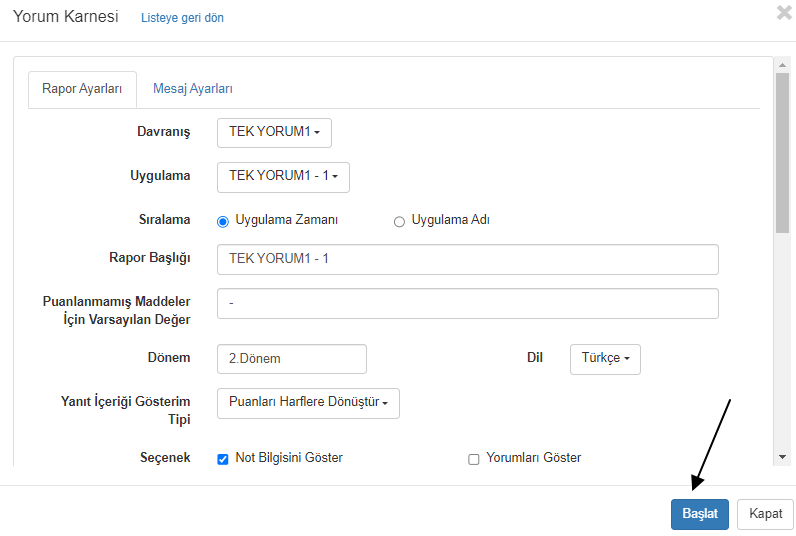 Yorum Karnesi Listeye geri dön
Rapor Ayarları Mesaj Ayarları
Davranış TEK YORUM1
Uygulama TEK YORUM1 - 1
Sıralama Uygulama Zamanı Uygulama Adı
Rapor Başlığı TEK YORUM1 - 1
Puanlanmamış Maddeler
İçin Varsayılan Değer -
Dönem 2.Dönem Dil Türkçe
Yanıt İçeriği Gösterim
Tipi Puanları Harflere Dönüştür
Seçenek Not Bilgisini Göster Yorumları Göster
Başlat Kapat